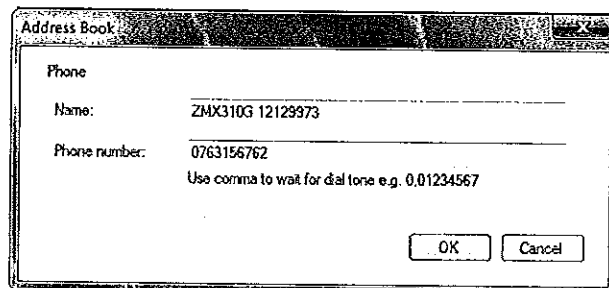 Address Book
Phone
Name: ZMX310G 12129973
Phone number: 0763156762
Use comma to wait for dial tone e.g. 0,01234567
OK Cancel